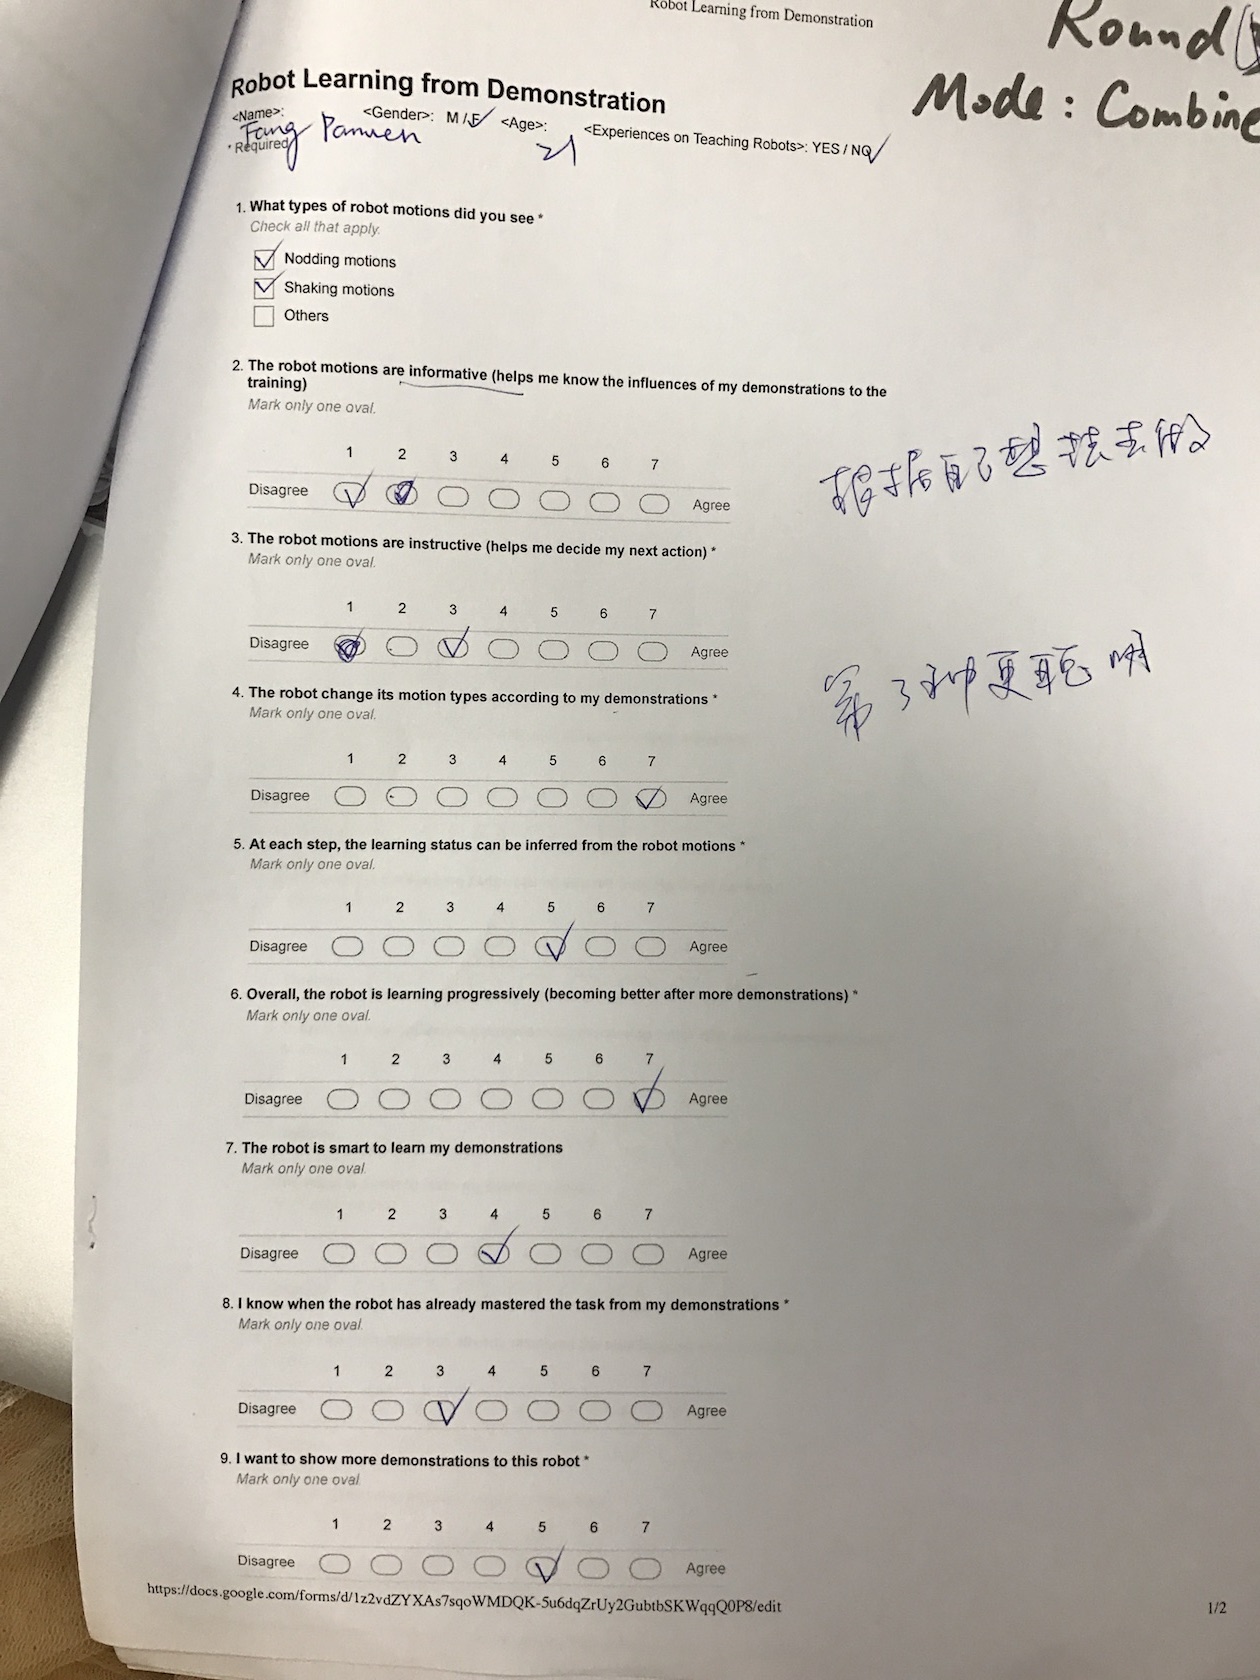 Robot Learning from Demonstration
Round
Mode : Combine
Robot Learning from Demonstration
<Name>: <Gender>: M / F <Age>: <Experiences on Teaching Robots>: YES / NO
Fang 21
* Required
1. What types of robot motions did you see *
Check all that apply.
Nodding motions
Shaking motions
Others
2. The robot motions are informative (helps me know the influences of my demonstrations to the
training)
Mark only one oval.
1 2 3 4 5 6 7
Disagree Agree
根据自己想法去做
3. The robot motions are instructive (helps me decide my next action) *
Mark only one oval.
1 2 3 4 5 6 7
Disagree Agree
第3种更聪明
4. The robot change its motion types according to my demonstrations *
Mark only one oval.
1 2 3 4 5 6 7
Disagree Agree
5. At each step, the learning status can be inferred from the robot motions *
Mark only one oval.
1 2 3 4 5 6 7
Disagree Agree
6. Overall, the robot is learning progressively (becoming better after more demonstrations) *
Mark only one oval.
1 2 3 4 5 6 7
Disagree Agree
7. The robot is smart to learn my demonstrations
Mark only one oval.
1 2 3 4 5 6 7
Disagree Agree
8. I know when the robot has already mastered the task from my demonstrations *
Mark only one oval.
1 2 3 4 5 6 7
Disagree Agree
9. I want to show more demonstrations to this robot *
Mark only one oval.
1 2 3 4 5 6 7
Disagree Agree
https://docs.google.com/forms/d/1z2vdZYXAs7sqoWMDQK-5u6dqZrUy2GubtbSKWqqQ0P8/edit
1/2